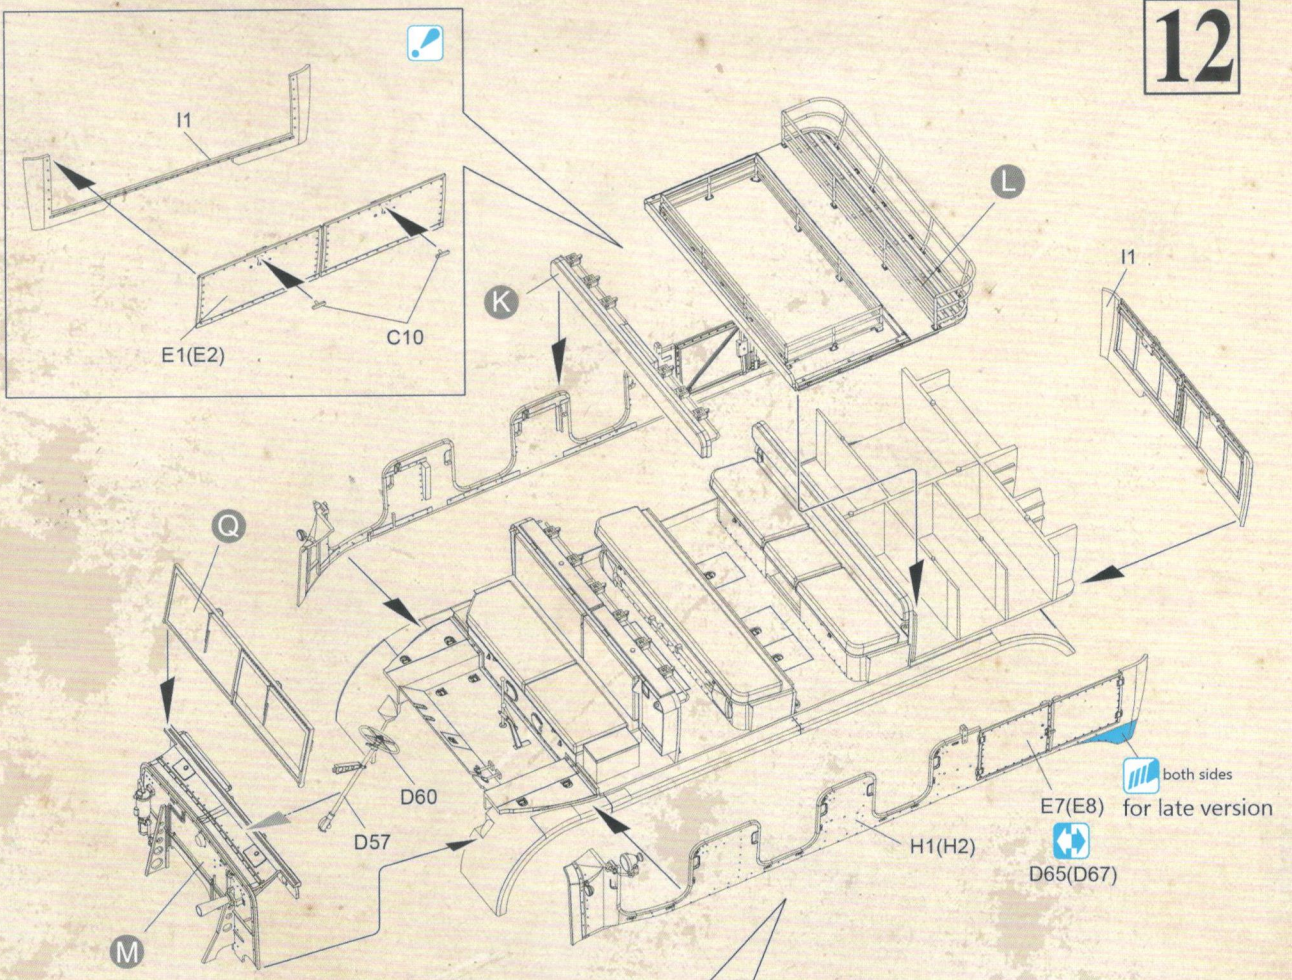 12
I1
L
I1
K
C10
E1(E2)
Q
both sides
D60
E7(E8)
for late version
D57
H1(H2)
D65(D67)
M